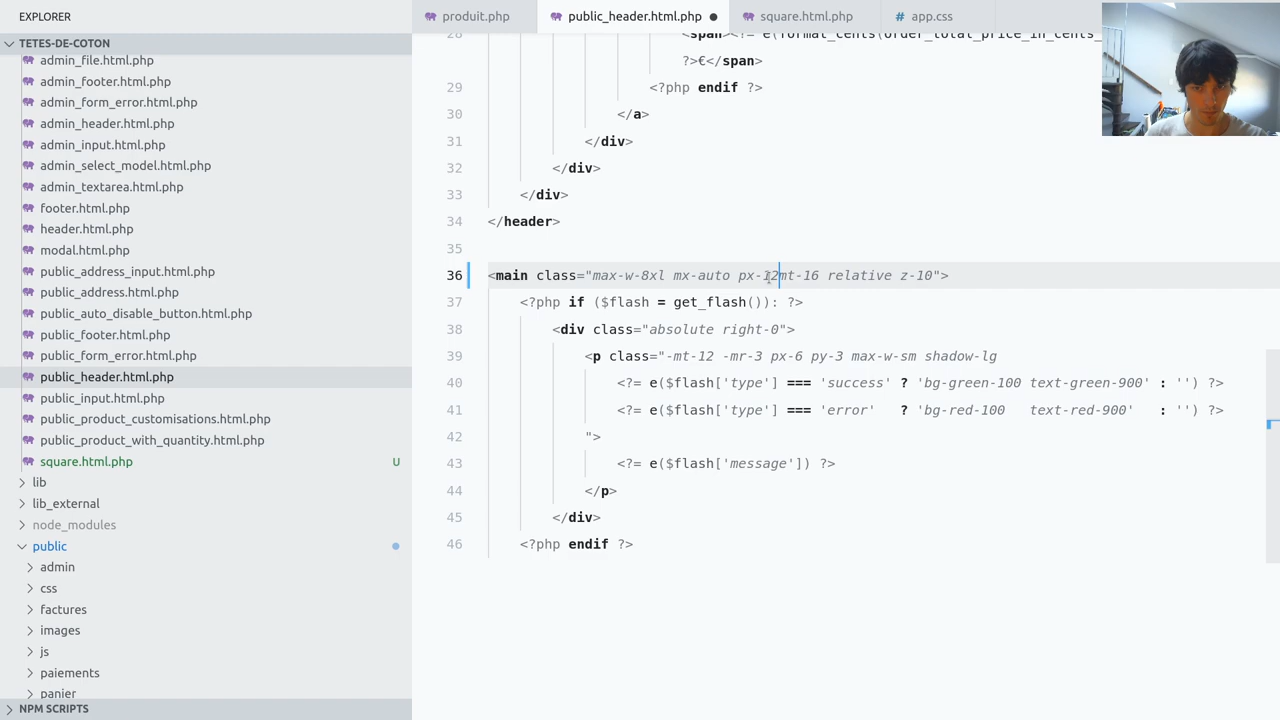 EXPLORER
produit.php
public_header.html.php
square.html.php
app.css
TETES-DE-COTON
admin_file.html.php
admin_footer.html.php
admin_form_error.html.php
admin_header.html.php
admin_input.html.php
admin_select_model.html.php
admin_textarea.html.php
footer.html.php
header.html.php
modal.html.php
public_address_input.html.php
public_address.html.php
public_auto_disable_button.html.php
public_footer.html.php
public_form_error.html.php
public_header.html.php
public_input.html.php
public_product_customisations.html.php
public_product_with_quantity.html.php
square.html.php U
lib
lib_external
node_modules
public
admin
css
factures
images
js
paiements
panier
NPM SCRIPTS
28 <span><?= e(format_cents(order_total_price_in_cents_
?>€</span>
29 <?php endif ?>
30 </a>
31 </div>
32 </div>
33 </div>
34 </header>
35
36 <main class="max-w-8xl mx-auto px-12mt-16 relative z-10">
37 <?php if ($flash = get_flash()): ?>
38 <div class="absolute right-0">
39 <p class="-mt-12 -mr-3 px-6 py-3 max-w-sm shadow-lg
40 <?= e($flash['type'] === 'success' ? 'bg-green-100 text-green-900' : '') ?>
41 <?= e($flash['type'] === 'error'   ? 'bg-red-100   text-red-900'   : '') ?>
42 ">
43 <?= e($flash['message']) ?>
44 </p>
45 </div>
46 <?php endif ?>